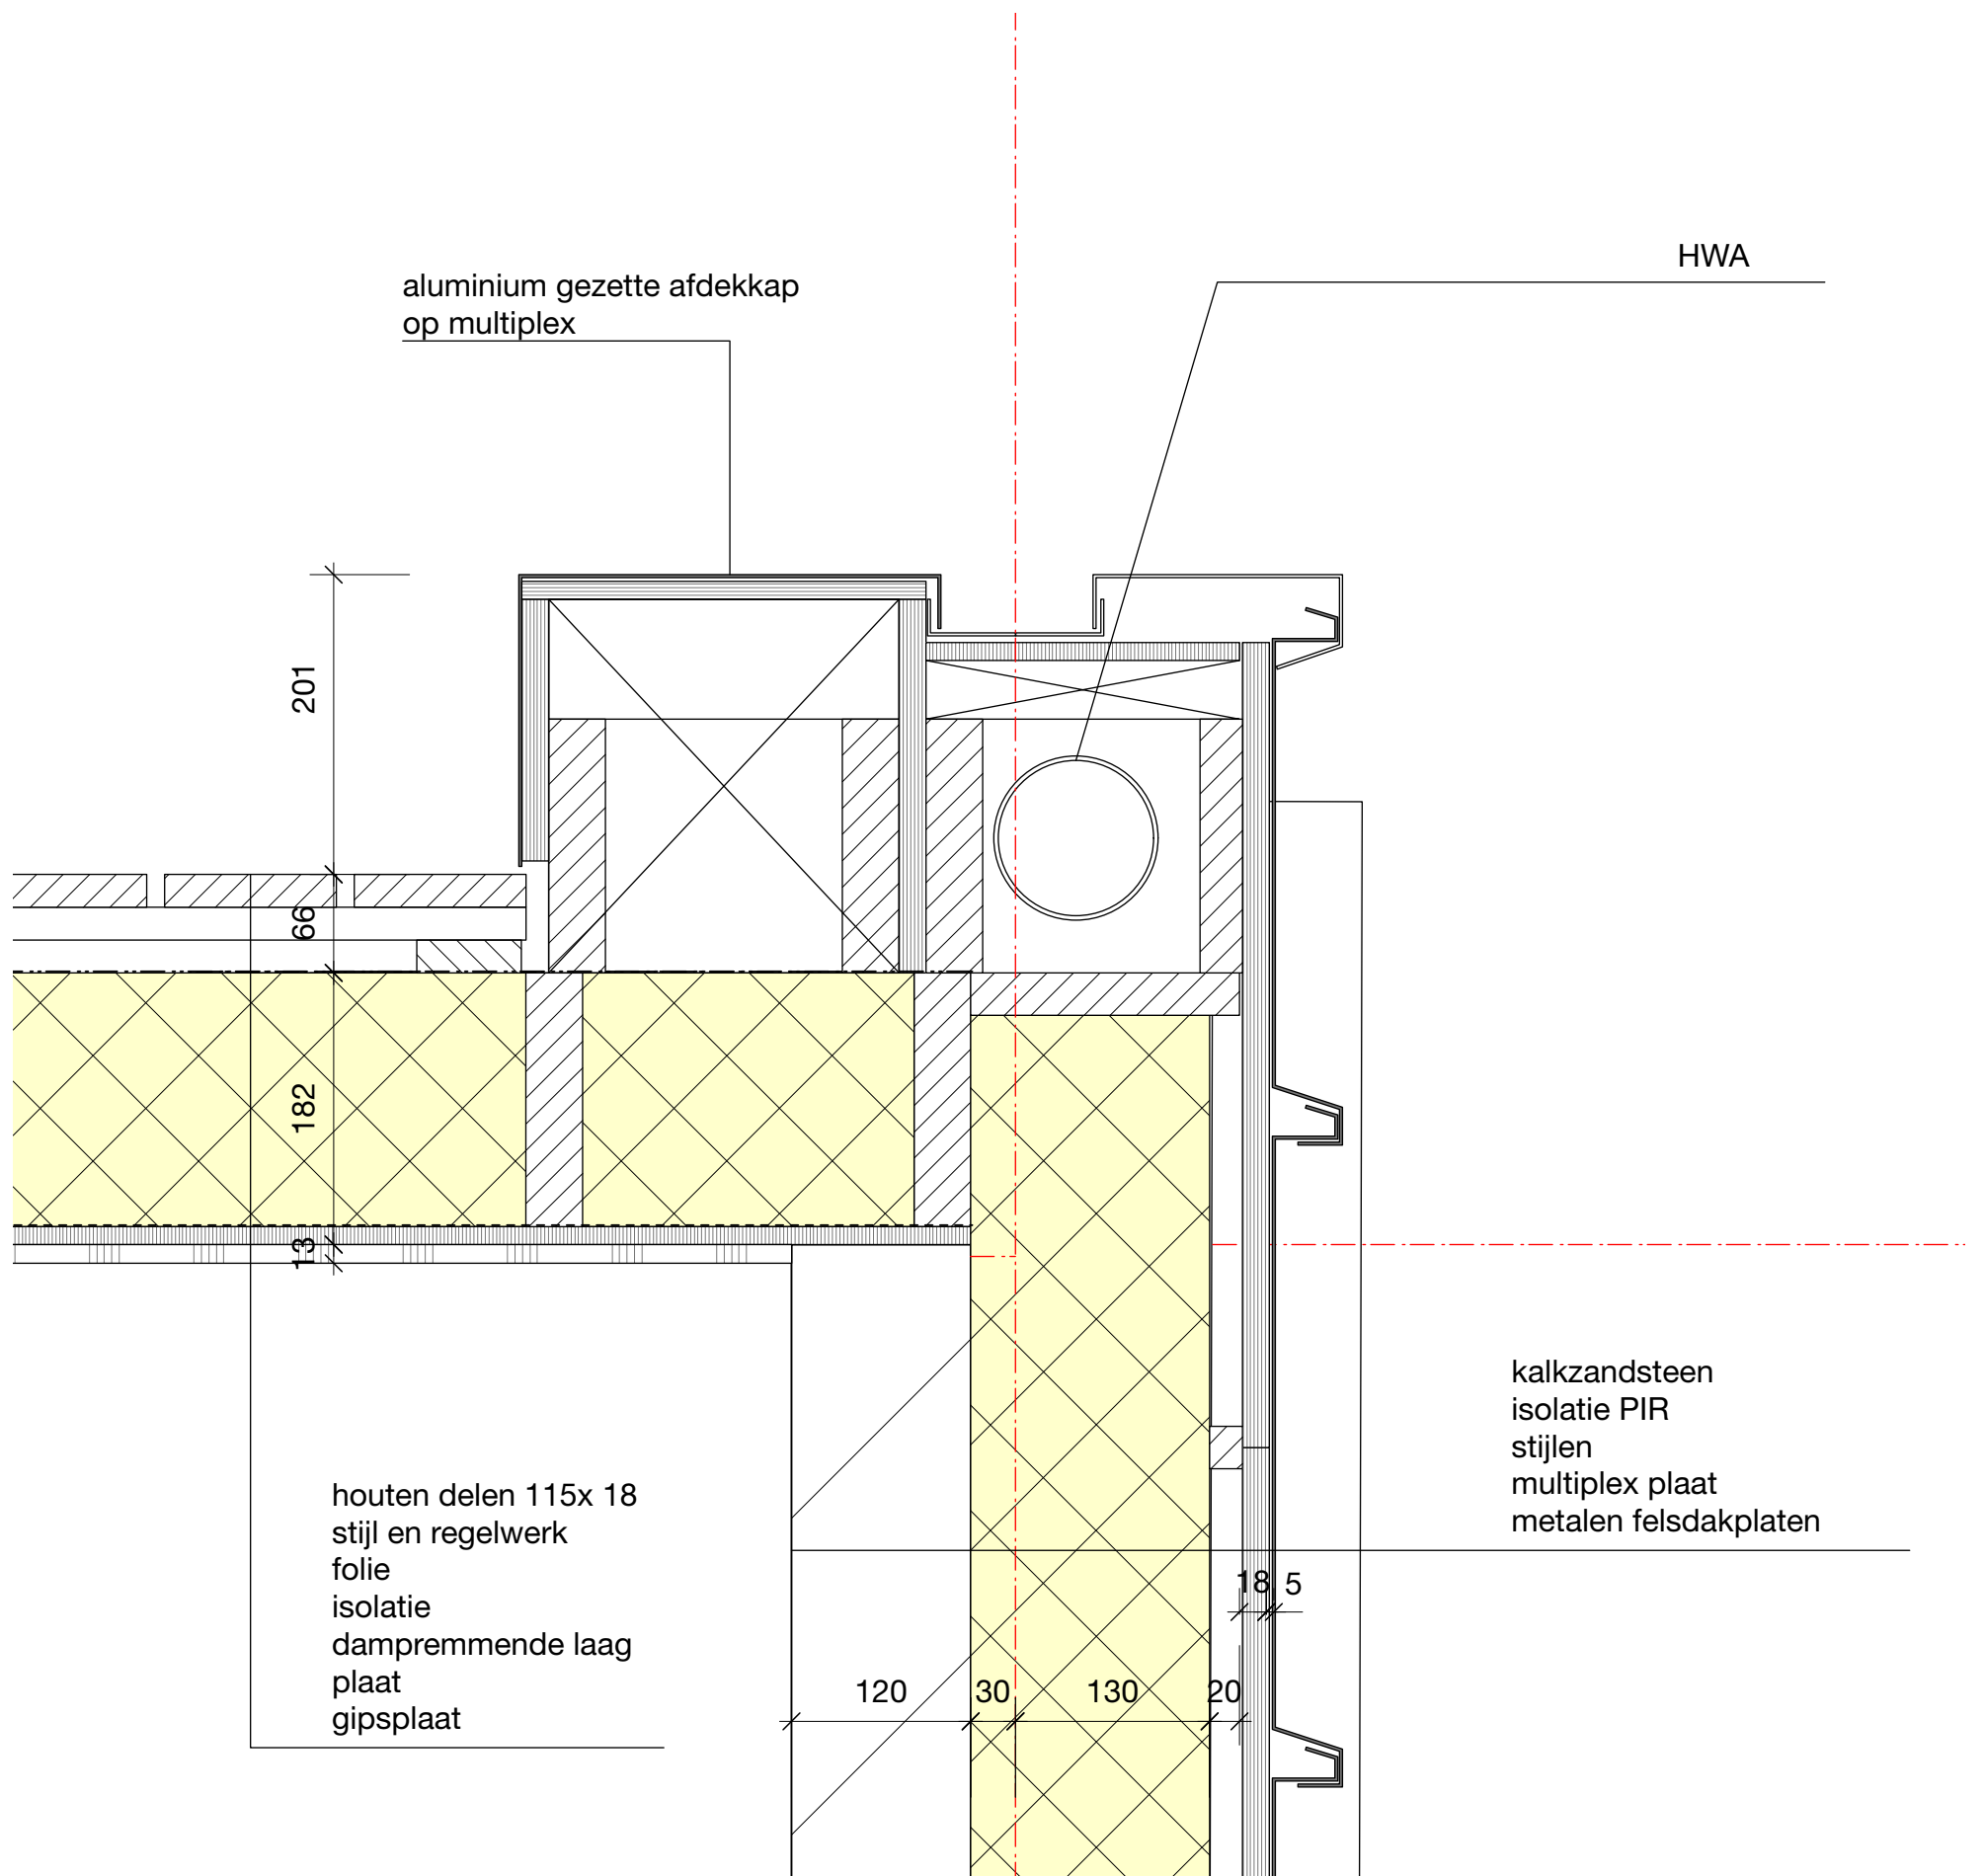 HWA
aluminium gezette afdekkap
op multiplex
201
66
182
13
kalkzandsteen
isolatie PIR
stijlen
multiplex plaat
metalen felsdakplaten
houten delen 115x 18
stijl en regelwerk
folie
isolatie
dampremmende laag
plaat
gipsplaat
18 5
120 30 130 20